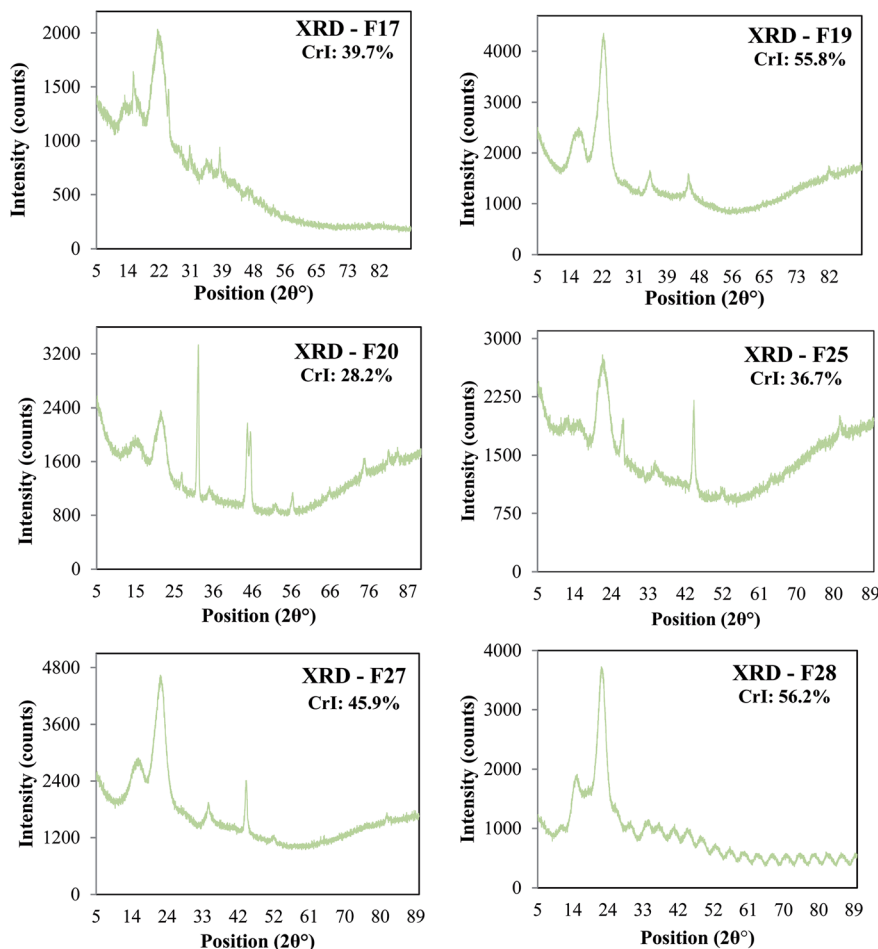 XRD - F17
CrI: 39.7%
2000
1500
1000
500
0
5 14 22 31 39 48 56 65 73 82
Position (2θ°)
Intensity (counts)
XRD - F19
CrI: 55.8%
4000
3000
2000
1000
0
5 14 22 31 39 48 56 65 73 82
Position (2θ°)
Intensity (counts)
XRD - F20
CrI: 28.2%
3200
2400
1600
800
0
5 15 25 36 46 56 66 76 87
Position (2θ°)
Intensity (counts)
XRD - F25
CrI: 36.7%
3000
2250
1500
750
0
5 14 24 33 42 51 61 70 80 89
Position (2θ°)
Intensity (counts)
XRD - F27
CrI: 45.9%
4800
3600
2400
1200
0
5 14 24 33 42 52 61 70 80 89
Position (2θ°)
Intensity (counts)
XRD - F28
CrI: 56.2%
4000
3000
2000
1000
0
5 14 24 33 42 51 61 70 80 89
Position (2θ°)
Intensity (counts)